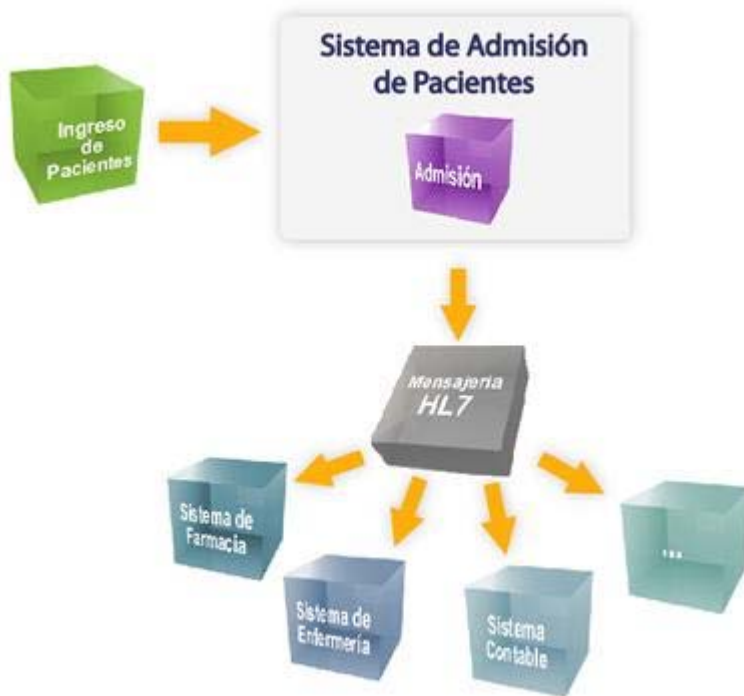 Sistema de Admisión
de Pacientes
Ingreso
de
Pacientes
Admisión
Mensajería
HL7
Sistema de
Farmacia
Sistema de
Enfermería
Sistema
Contable
...